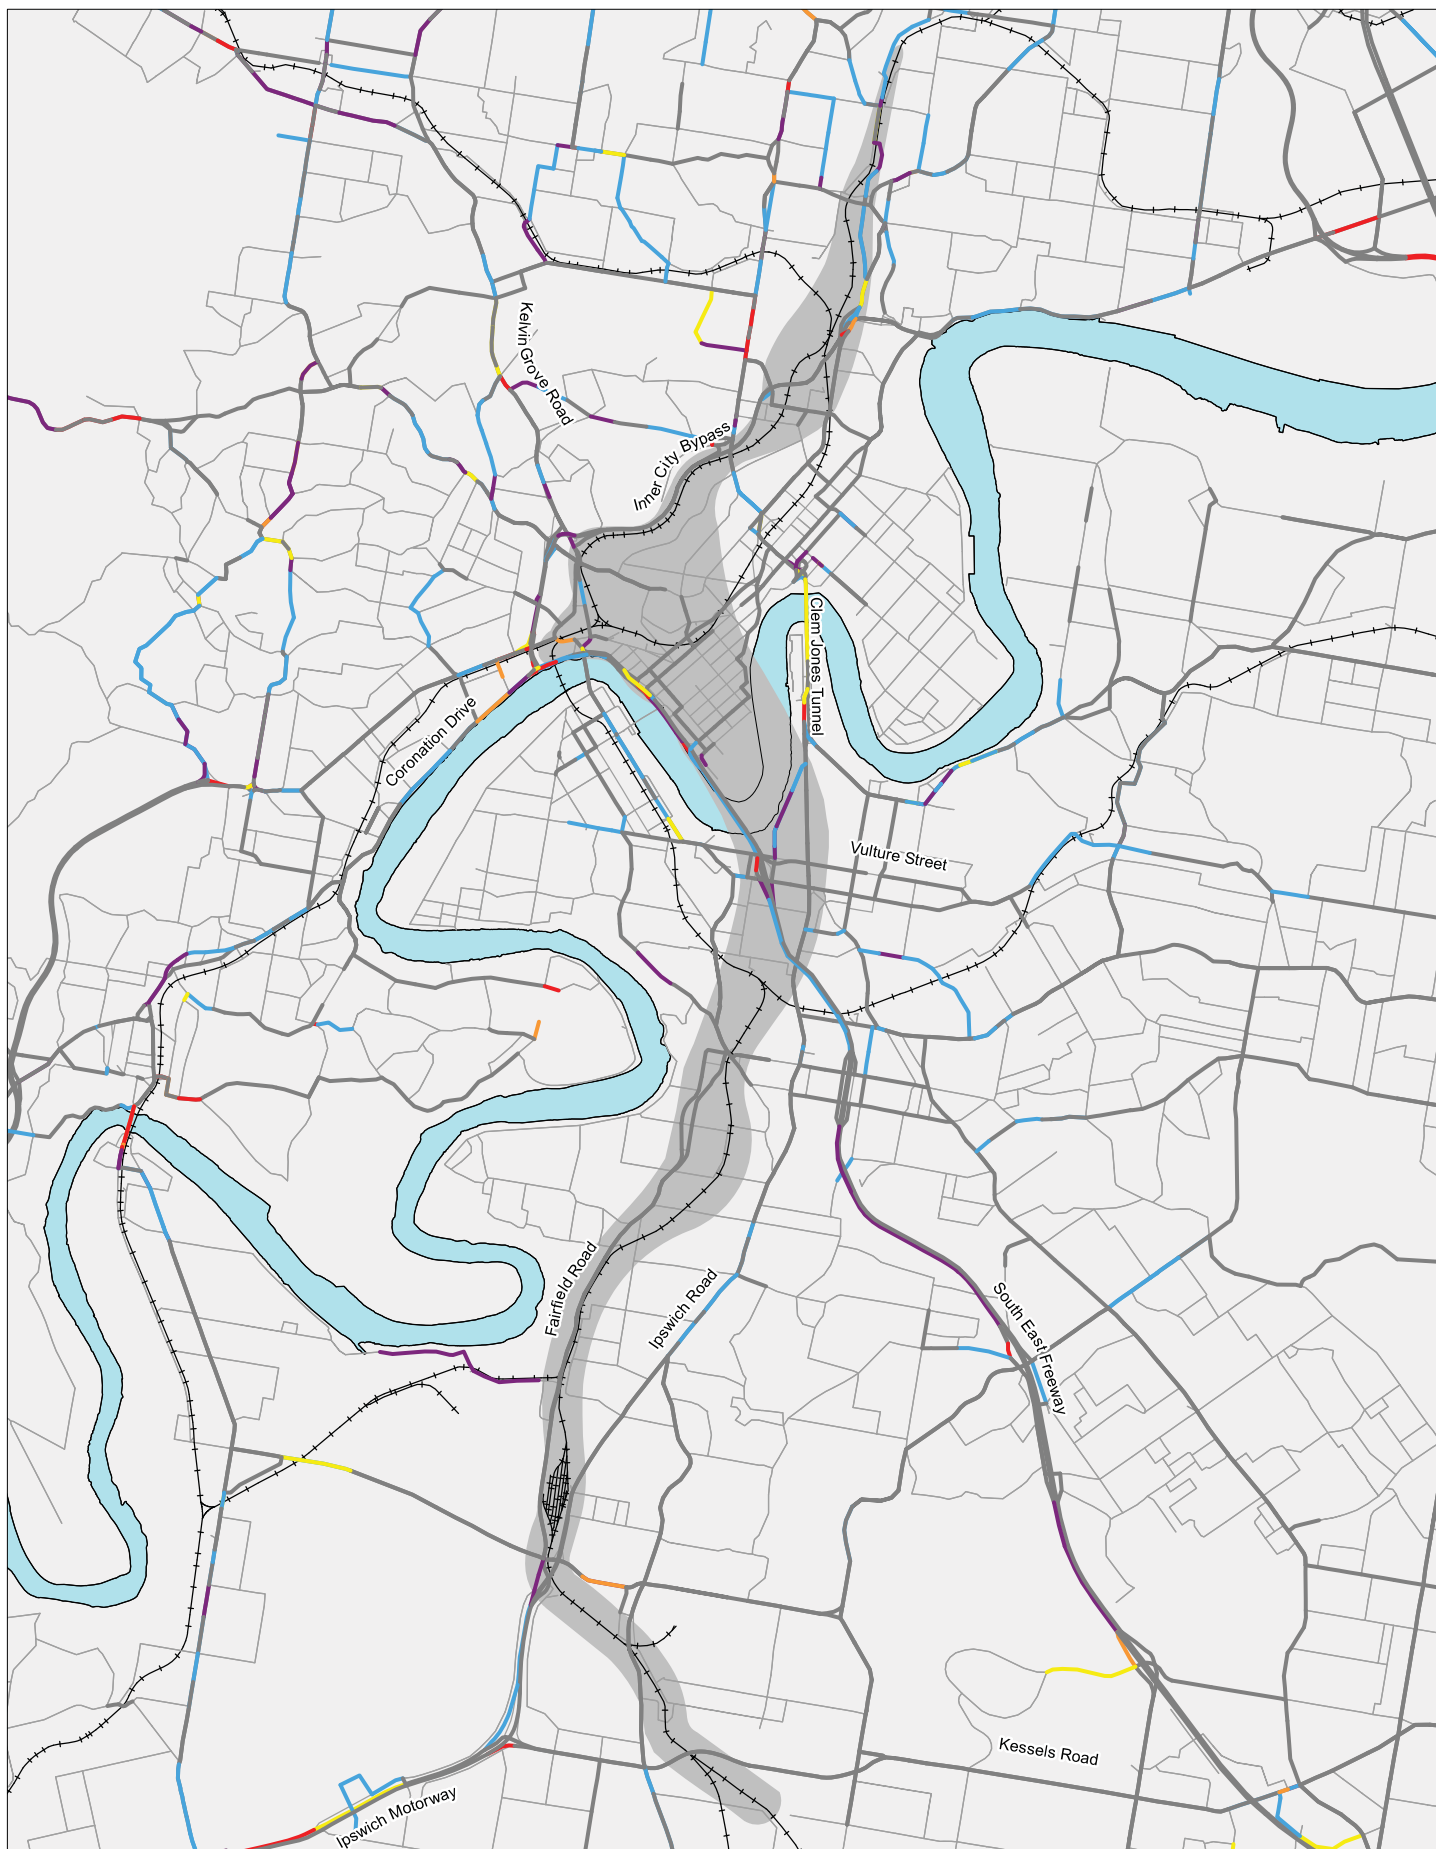 Kelvin Grove Road
Inner City Bypass
Clem Jones Tunnel
Coronation Drive
Vulture Street
Fairfield Road
Ipswich Road
South East Freeway
Kessels Road
Ipswich Motorway